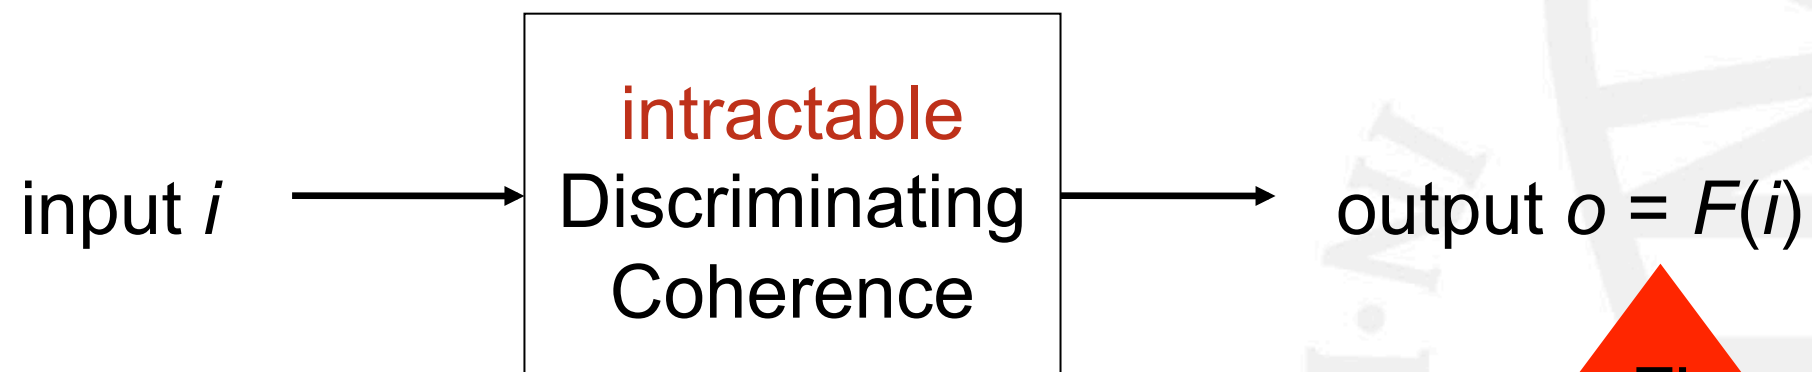 intractable
input i Discriminating output o = F(i)
Coherence